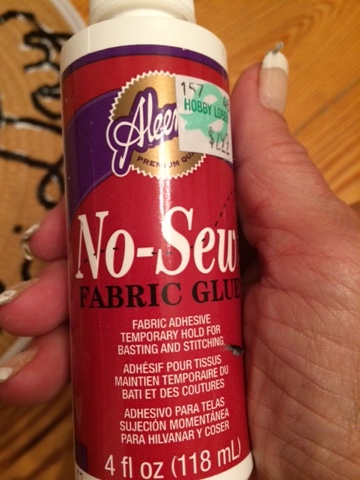 157
HOBBY LOBBY
Aleene's
PREMIUM
No-Sew
FABRIC GLUE
FABRIC ADHESIVE
TEMPORARY HOLD FOR
BASTING AND STITCHING
ADHÉSIF POUR TISSUS
MAINTIEN TEMPORAIRE DU
BATI ET DES COUTURES
ADHESIVO PARA TELAS
SUJECIÓN MOMENTÁNEA
PARA HILVANAR Y COSER
4 fl oz (118 mL)